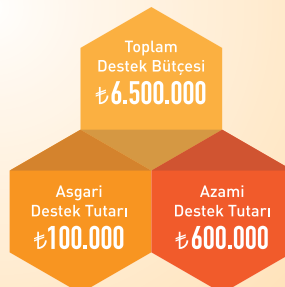 Toplam
Destek Bütçesi
₺6.500.000
Asgari
Destek Tutarı
₺100.000
Azami
Destek Tutarı
₺600.000